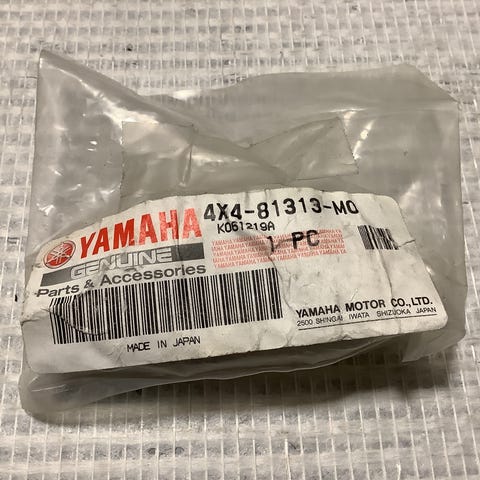 YAMAHA
GENUINE
Parts & Accessories
4X4-81313-M0
K061219A
1 PC
MADE IN JAPAN
YAMAHA MOTOR CO.,LTD.
2500 SHINGAI IWATA SHIZUOKA JAPAN